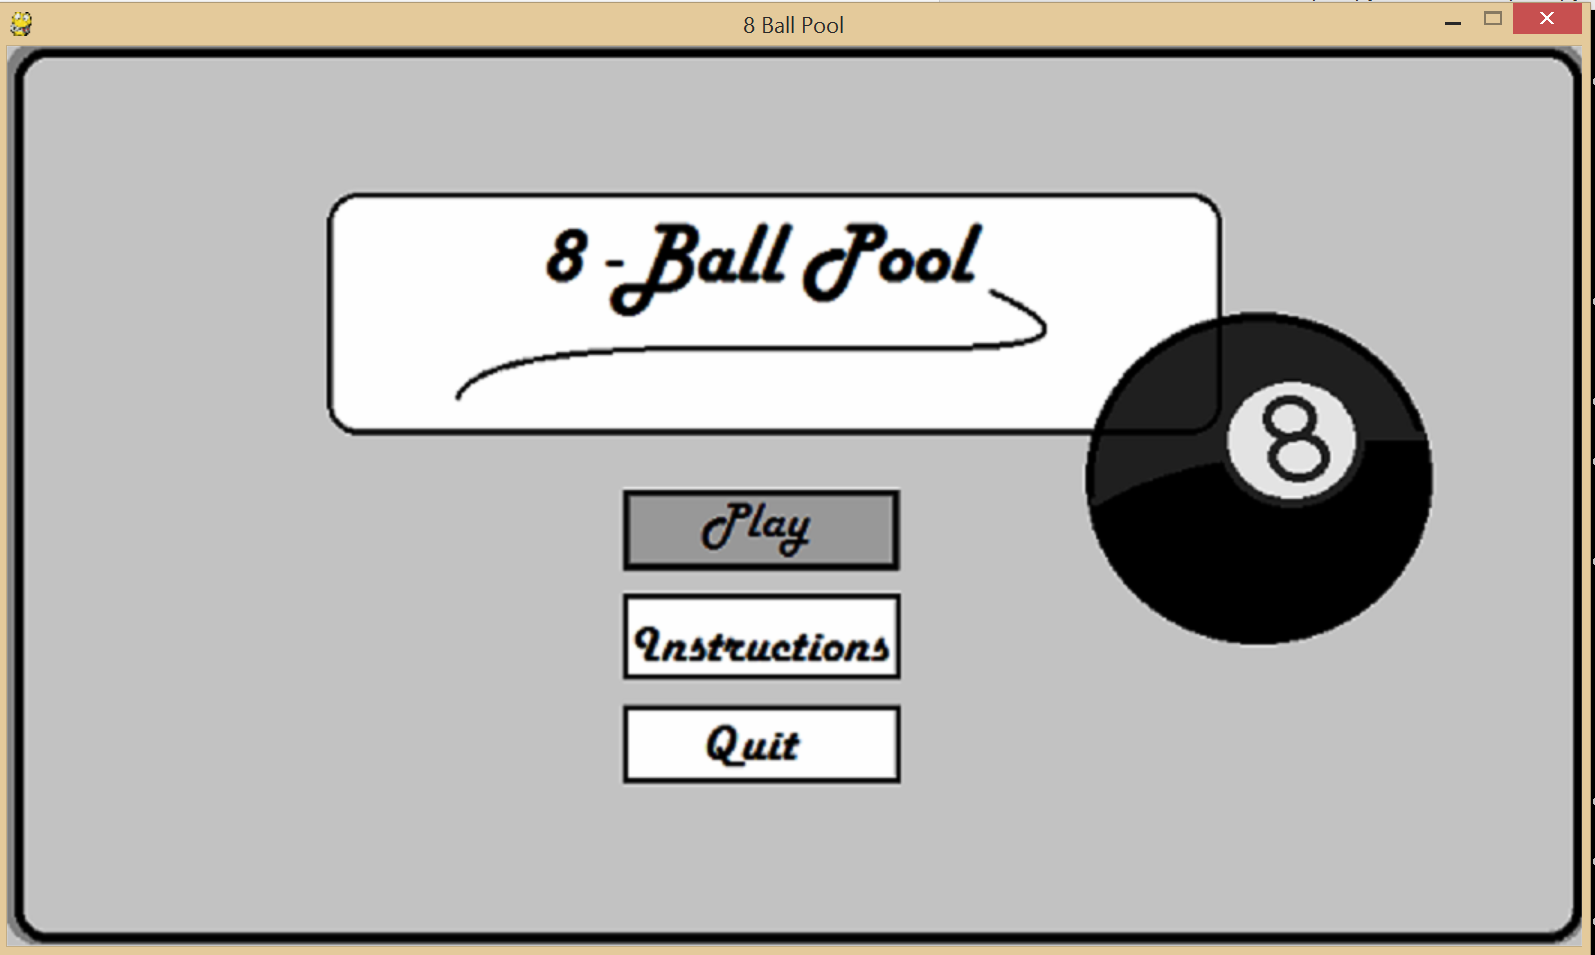 8 Ball Pool
8 - Ball Pool
8
Play
Instructions
Quit